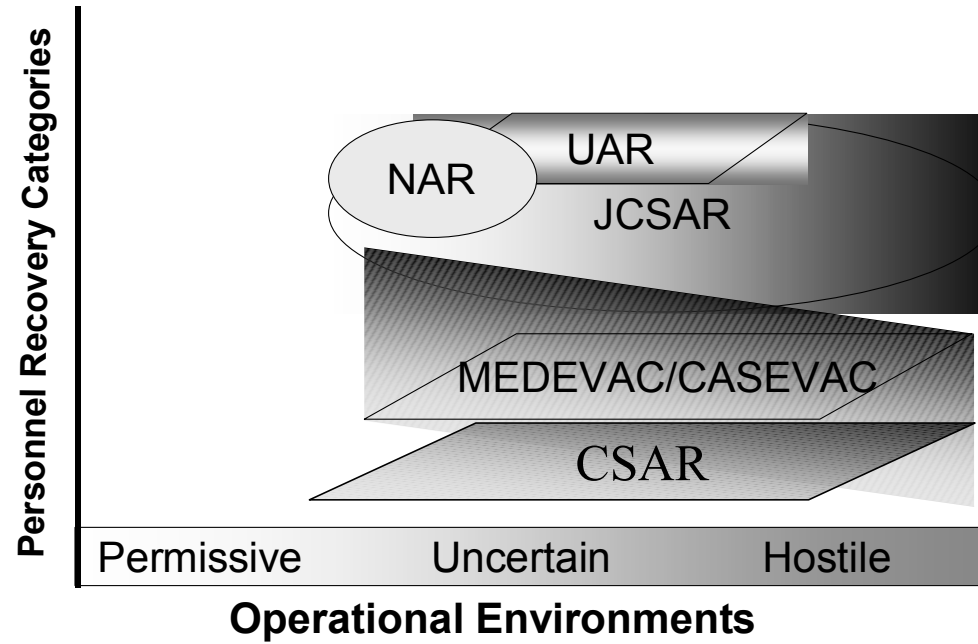 Personnel Recovery Categories
UAR
NAR
JCSAR
MEDEVAC/CASEVAC
CSAR
Permissive Uncertain Hostile
Operational Environments